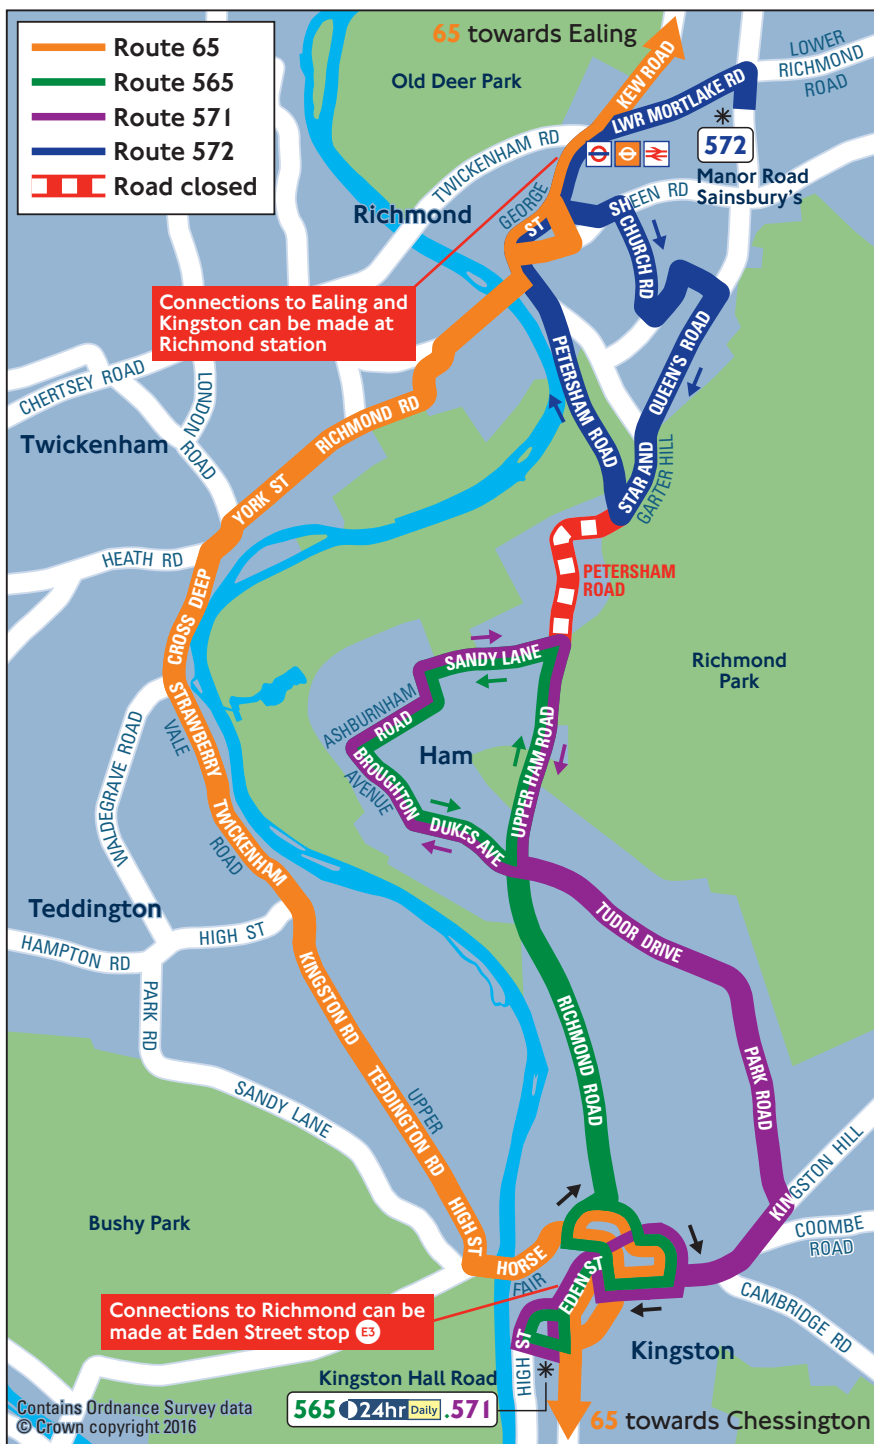 Route 65
Route 565
Route 571
Route 572
Road closed
65 towards Ealing
Old Deer Park
KEW ROAD
LOWER
RICHMOND
ROAD
LWR MORTLAKE RD
TWICKENHAM RD
572
Manor Road
Sainsbury's
Richmond
GEORGE
ST
SHEEN RD
CHURCH RD
Connections to Ealing and
Kingston can be made at
Richmond station
PETERSHAM ROAD
QUEEN'S ROAD
STAR AND
GARTER HILL
CHERTSEY ROAD
LONDON
ROAD
RICHMOND RD
Twickenham
YORK ST
HEATH RD
CROSS DEEP
PETERSHAM
ROAD
SANDY LANE
Richmond
Park
STRAWBERRY
VALE
ASHBURNHAM
ROAD
Ham
UPPER HAM ROAD
BROUGHTON
AVENUE
DUKES AVE
WALDEGRAVE ROAD
TWICKENHAM
ROAD
Teddington
HIGH ST
HAMPTON RD
PARK RD
TUDOR DRIVE
KINGSTON RD
RICHMOND ROAD
PARK ROAD
SANDY LANE
TEDDINGTON RD
UPPER
HIGH ST
KINGSTON HILL
Bushy Park
COOMBE
ROAD
HORSE
FAIR
EDEN ST
CAMBRIDGE RD
Connections to Richmond can be
made at Eden Street stop E3
HIGH ST
Kingston
Kingston Hall Road
565 24hr Daily .571
65 towards Chessington
Contains Ordnance Survey data
© Crown copyright 2016